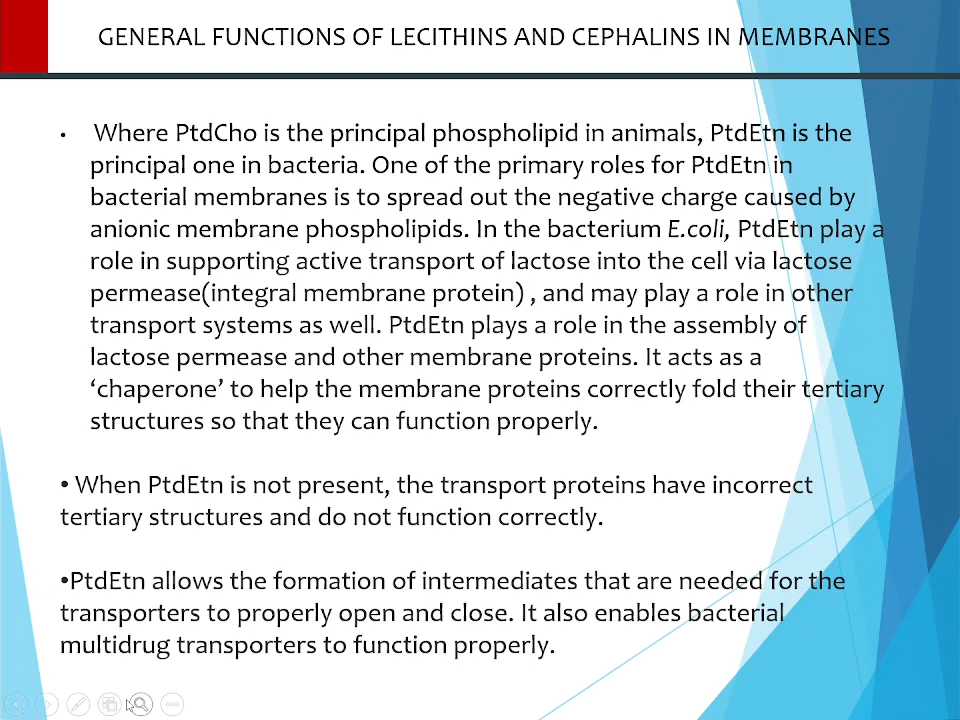 GENERAL FUNCTIONS OF LECITHINS AND CEPHALINS IN MEMBRANES
• Where PtdCho is the principal phospholipid in animals, PtdEtn is the
principal one in bacteria. One of the primary roles for PtdEtn in
bacterial membranes is to spread out the negative charge caused by
anionic membrane phospholipids. In the bacterium E.coli, PtdEtn play a
role in supporting active transport of lactose into the cell via lactose
permease(integral membrane protein) , and may play a role in other
transport systems as well. PtdEtn plays a role in the assembly of
lactose permease and other membrane proteins. It acts as a
‘chaperone’ to help the membrane proteins correctly fold their tertiary
structures so that they can function properly.
• When PtdEtn is not present, the transport proteins have incorrect
tertiary structures and do not function correctly.
•PtdEtn allows the formation of intermediates that are needed for the
transporters to properly open and close. It also enables bacterial
multidrug transporters to function properly.